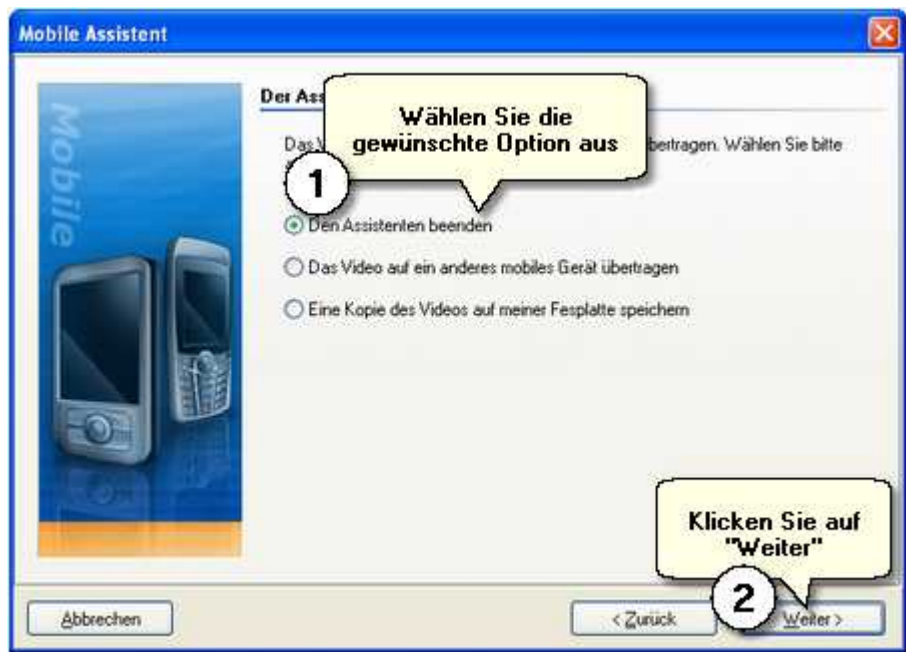 Mobile Assistent
Mobile
Der Ass
Wählen Sie die
gewünschte Option aus
Das V bertragen. Wählen Sie bitte
1
Den Assistenten beenden
Das Video auf ein anderes mobiles Gerät übertragen
Eine Kopie des Videos auf meiner Fesplatte speichern
Klicken Sie auf
"Weiter"
2
Abbrechen
< Zurück
Weiter >